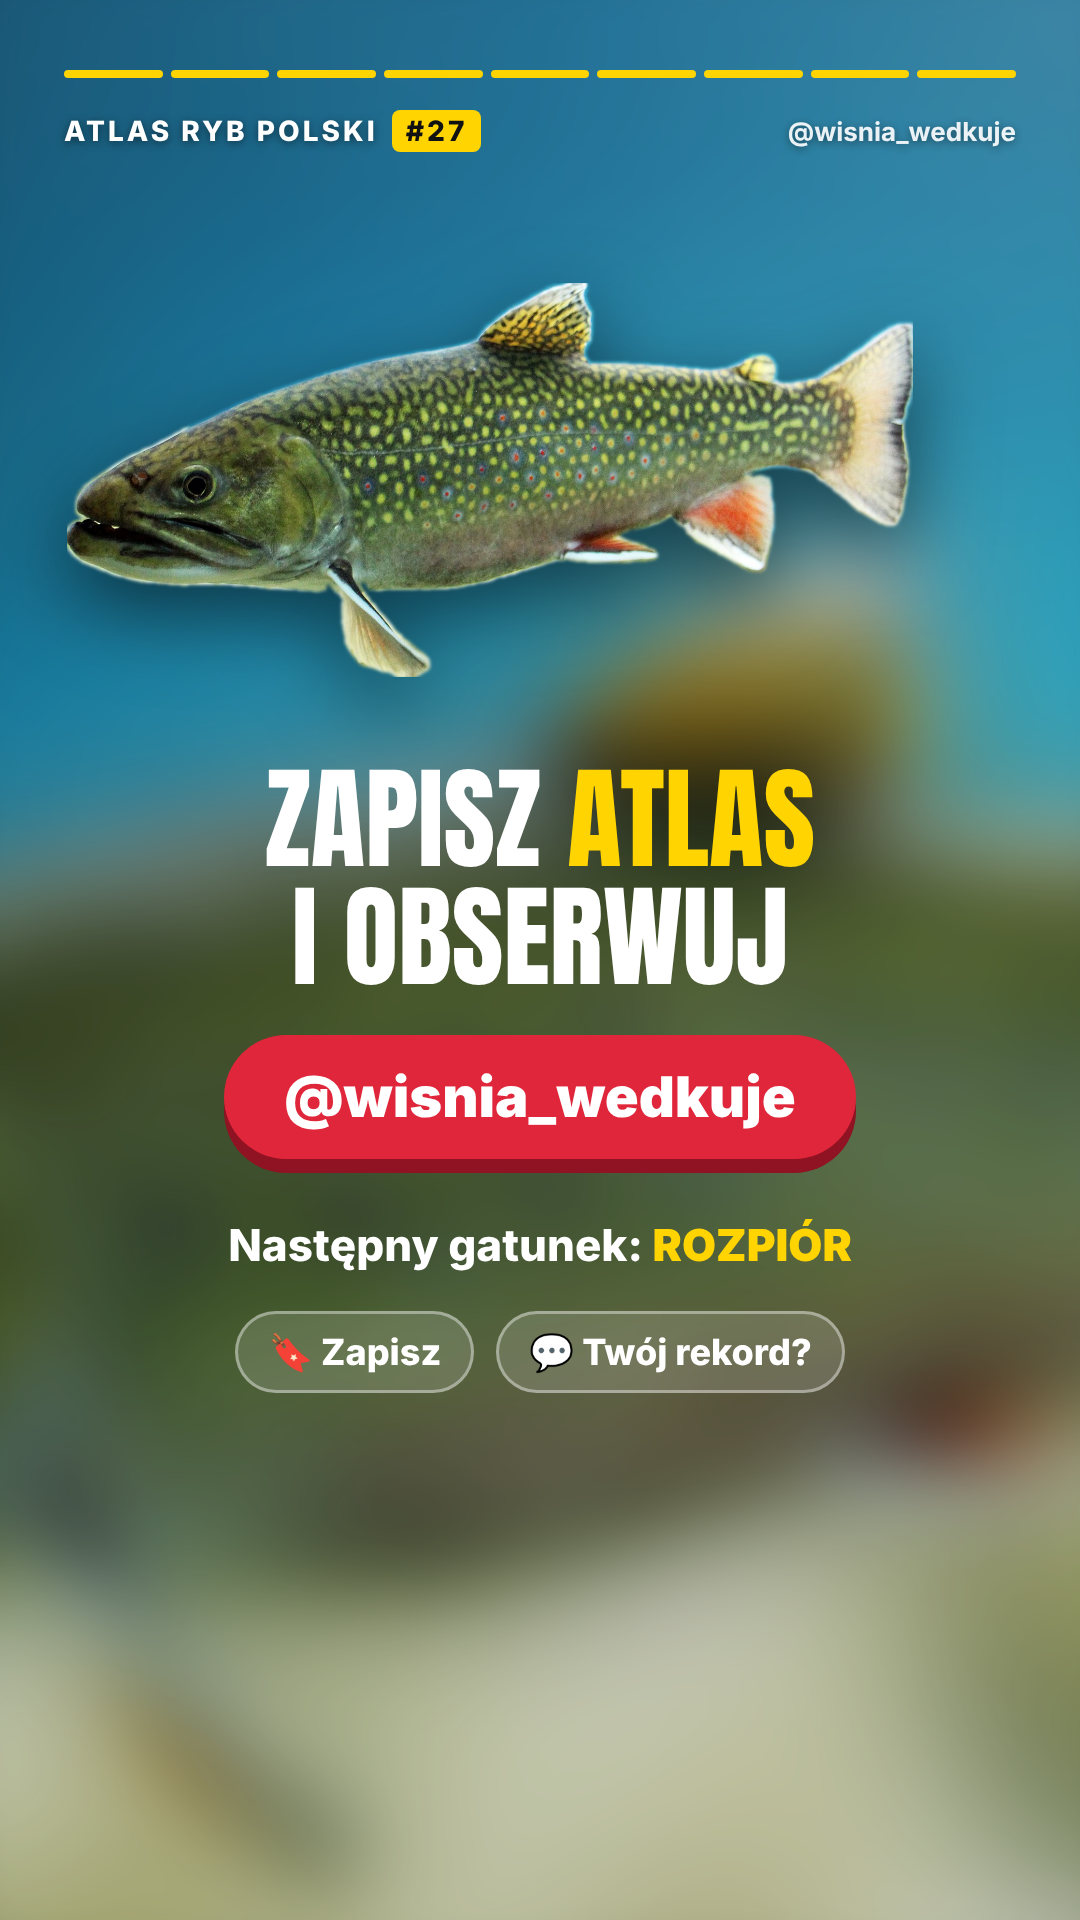 ATLAS RYB POLSKI #27
@wisnia_wedkuje
ZAPISZ ATLAS
I OBSERWUJ
@wisnia_wedkuje
Następny gatunek: ROZPIÓR
🔖 Zapisz
💬 Twój rekord?